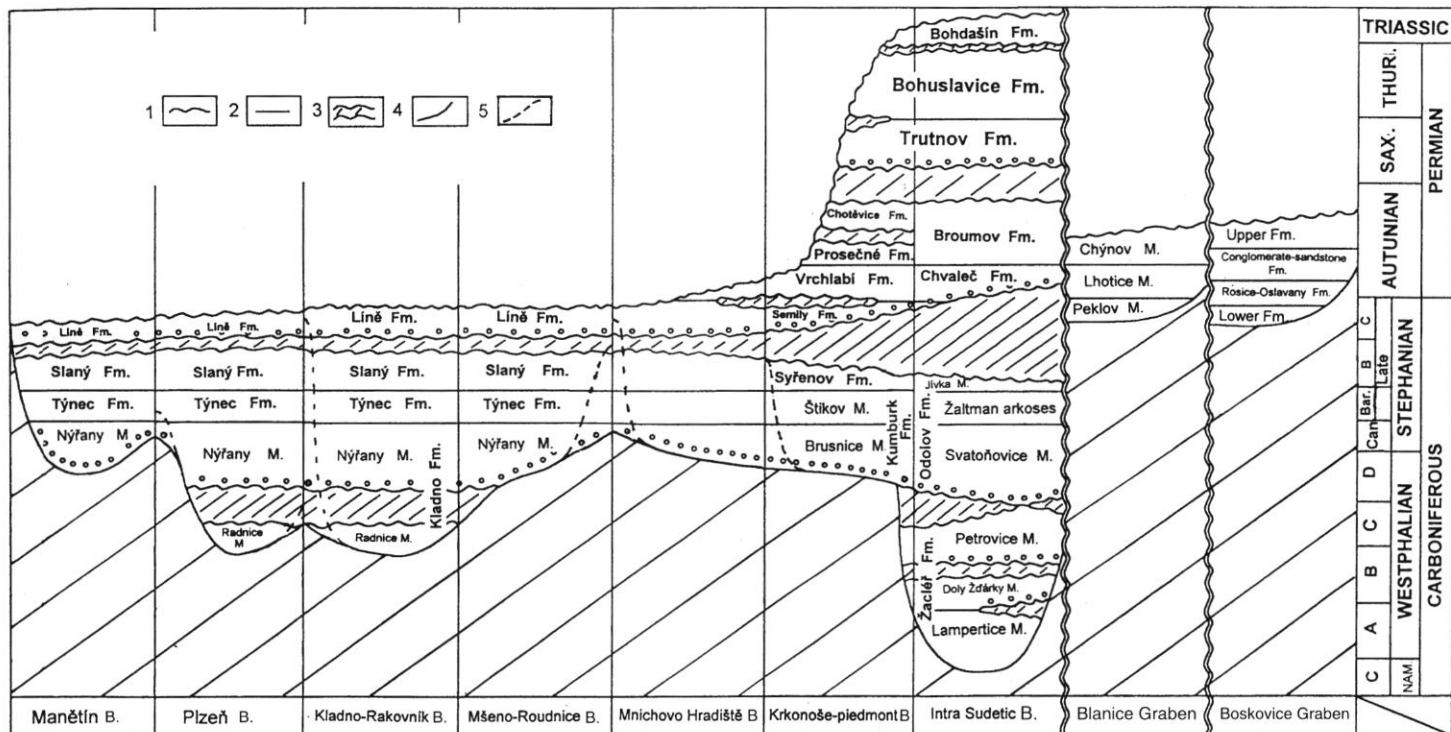 1
2
3
4
5
Bohdašín Fm.
Bohuslavice Fm.
Trutnov Fm.
Chotěvice Fm.
Broumov Fm.
Prosečné Fm.
Vrchlabí Fm.
Chvaleč Fm.
Chýnov M.
Lhotice M.
Peklov M.
Upper Fm.
Conglomerate-sandstone
Fm.
Rosice-Oslavany Fm.
Lower Fm.
Líně Fm.
Líně Fm.
Líně Fm.
Líně Fm.
Semily Fm.
Slaný Fm.
Slaný Fm.
Slaný Fm.
Slaný Fm.
Syřenov Fm.
Jívka M.
Týnec Fm.
Týnec Fm.
Týnec Fm.
Týnec Fm.
Štikov M.
Žaltman arkoses
Nýřany M.
Nýřany M.
Nýřany M.
Nýřany M.
Brusnice M.
Svatoňovice M.
Kladno Fm.
Kumburk
Fm.
Odolov Fm.
Radnice
M
Radnice M.
Petrovice M.
Doly Žďárky M.
Lampertice M.
Žacléř Fm.
TRIASSIC
THUR.
SAX.
AUTUNIAN
PERMIAN
C
B
Late
Bar.
Can
STEPHANIAN
D
C
B
A
WESTPHALIAN
C
NAM
CARBONIFEROUS
Manětín B.
Plzeň B.
Kladno-Rakovník B.
Mšeno-Roudnice B.
Mnichovo Hradiště B
Krkonoše-piedmont B
Intra Sudetic B.
Blanice Graben
Boskovice Graben